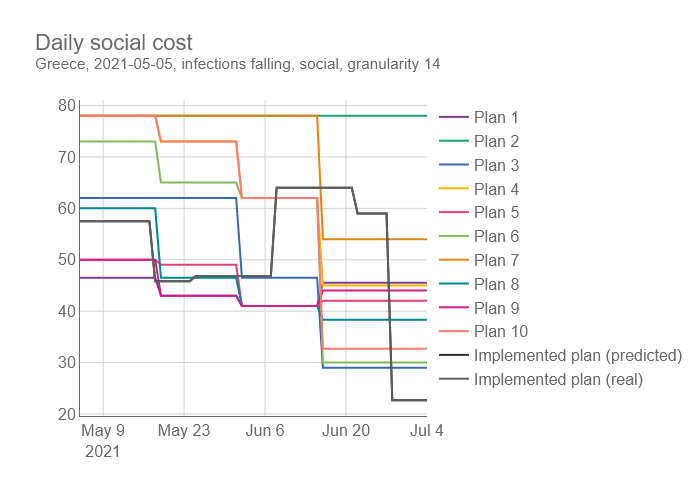 Daily social cost
Greece, 2021-05-05, infections falling, social, granularity 14
80
70
60
50
40
30
20
May 9
2021
May 23
Jun 6
Jun 20
Jul 4
Plan 1
Plan 2
Plan 3
Plan 4
Plan 5
Plan 6
Plan 7
Plan 8
Plan 9
Plan 10
Implemented plan (predicted)
Implemented plan (real)